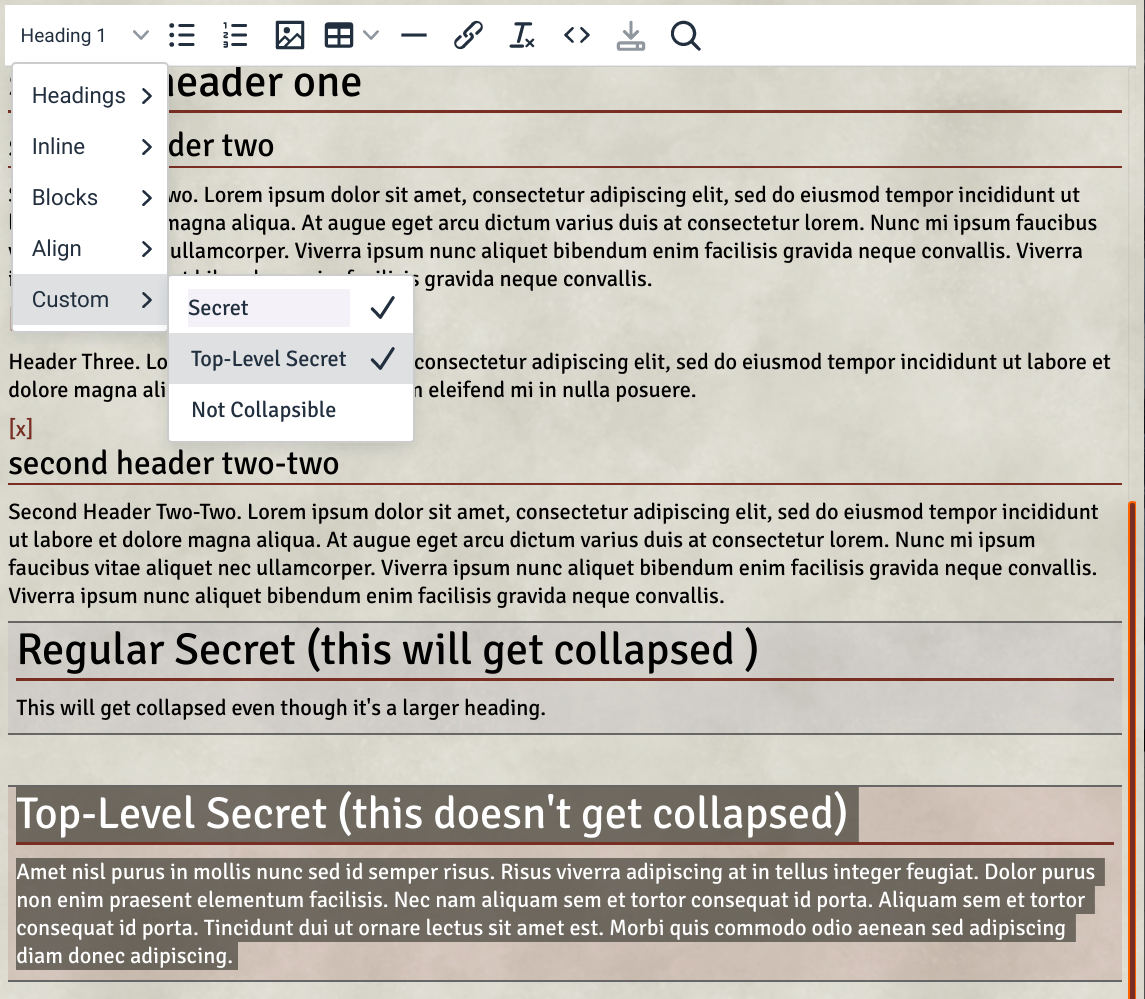 Heading 1
header one
Headings
der two
Inline
wo. Lorem ipsum dolor sit amet, consectetur adipiscing elit, sed do eiusmod tempor incididunt ut
Blocks
magna aliqua. At augue eget arcu dictum varius duis at consectetur lorem. Nunc mi ipsum faucibus
ullamcorper. Viverra ipsum nunc aliquet bibendum enim facilisis gravida neque convallis. Viverra
Align
gravida neque convallis.
Custom
Secret
Top-Level Secret
Not Collapsible
Header Three. Lo consectetur adipiscing elit, sed do eiusmod tempor incididunt ut labore et
dolore magna ali n eleifend mi in nulla posuere.
[x]
second header two-two
Second Header Two-Two. Lorem ipsum dolor sit amet, consectetur adipiscing elit, sed do eiusmod tempor incididunt
ut labore et dolore magna aliqua. At augue eget arcu dictum varius duis at consectetur lorem. Nunc mi ipsum
faucibus vitae aliquet nec ullamcorper. Viverra ipsum nunc aliquet bibendum enim facilisis gravida neque convallis.
Viverra ipsum nunc aliquet bibendum enim facilisis gravida neque convallis.
Regular Secret (this will get collapsed )
This will get collapsed even though it's a larger heading.
Top-Level Secret (this doesn't get collapsed)
Amet nisl purus in mollis nunc sed id semper risus. Risus viverra adipiscing at in tellus integer feugiat. Dolor purus
non enim praesent elementum facilisis. Nec nam aliquam sem et tortor consequat id porta. Aliquam sem et tortor
consequat id porta. Tincidunt dui ut ornare lectus sit amet est. Morbi quis commodo odio aenean sed adipiscing
diam donec adipiscing.